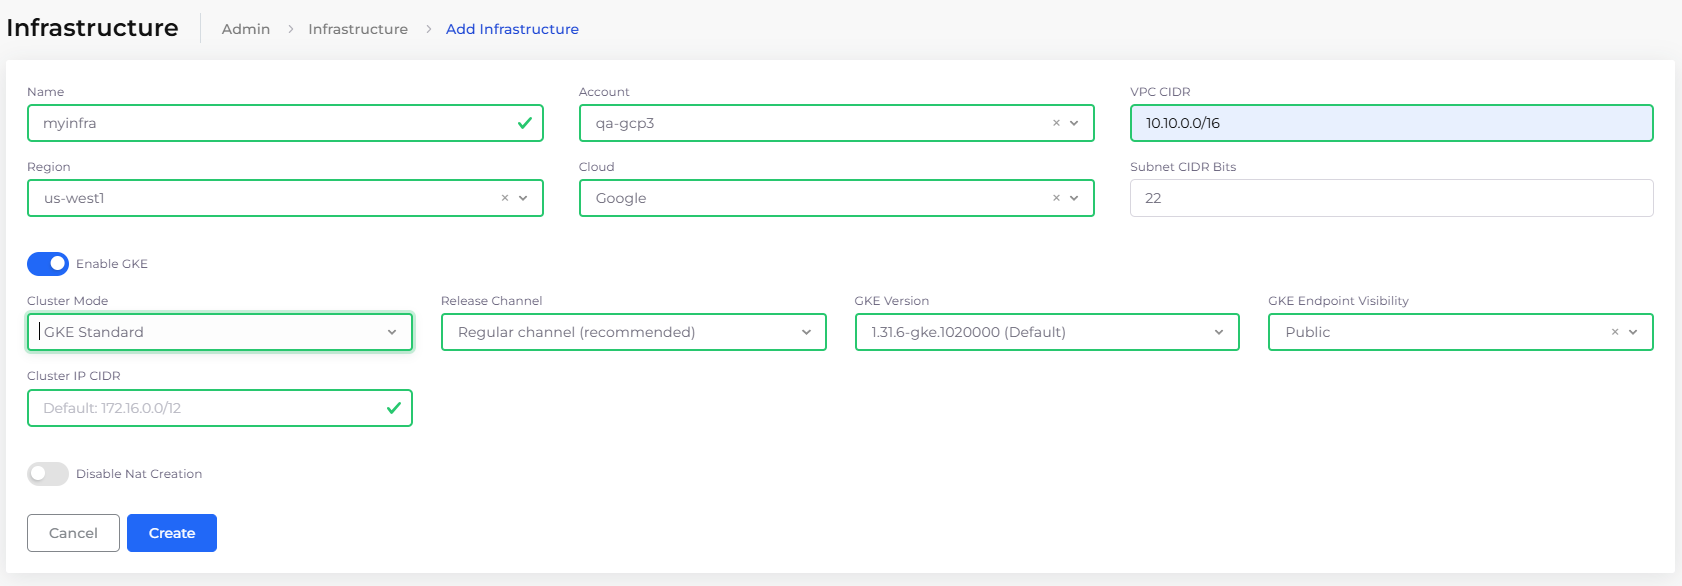 Infrastructure
Admin > Infrastructure > Add Infrastructure
Name
myinfra
Account
qa-gcp3
VPC CIDR
10.10.0.0/16
Region
us-west1
Cloud
Google
Subnet CIDR Bits
22
Enable GKE
Cluster Mode
GKE Standard
Release Channel
Regular channel (recommended)
GKE Version
1.31.6-gke.1020000 (Default)
GKE Endpoint Visibility
Public
Cluster IP CIDR
Default: 172.16.0.0/12
Disable Nat Creation
Cancel
Create